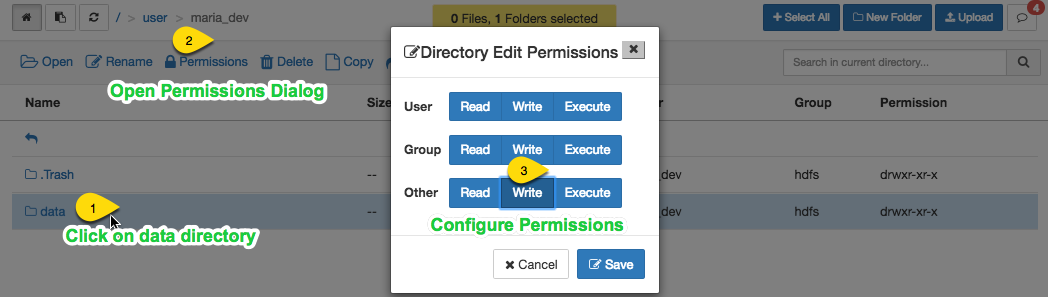 / > user > maria_dev
0 Files, 1 Folders selected
+ Select All
New Folder
Upload
4
2
Open
Rename
Permissions
Delete
Copy
Search in current directory...
Open Permissions Dialog
Directory Edit Permissions
Name
Size
Group
Permission
User Read Write Execute
Group Read Write Execute
.Trash
--
_dev
hdfs
drwxr-xr-x
3
Other Read Write Execute
1
data
--
_dev
hdfs
drwxr-xr-x
Click on data directory
Configure Permissions
Cancel
Save